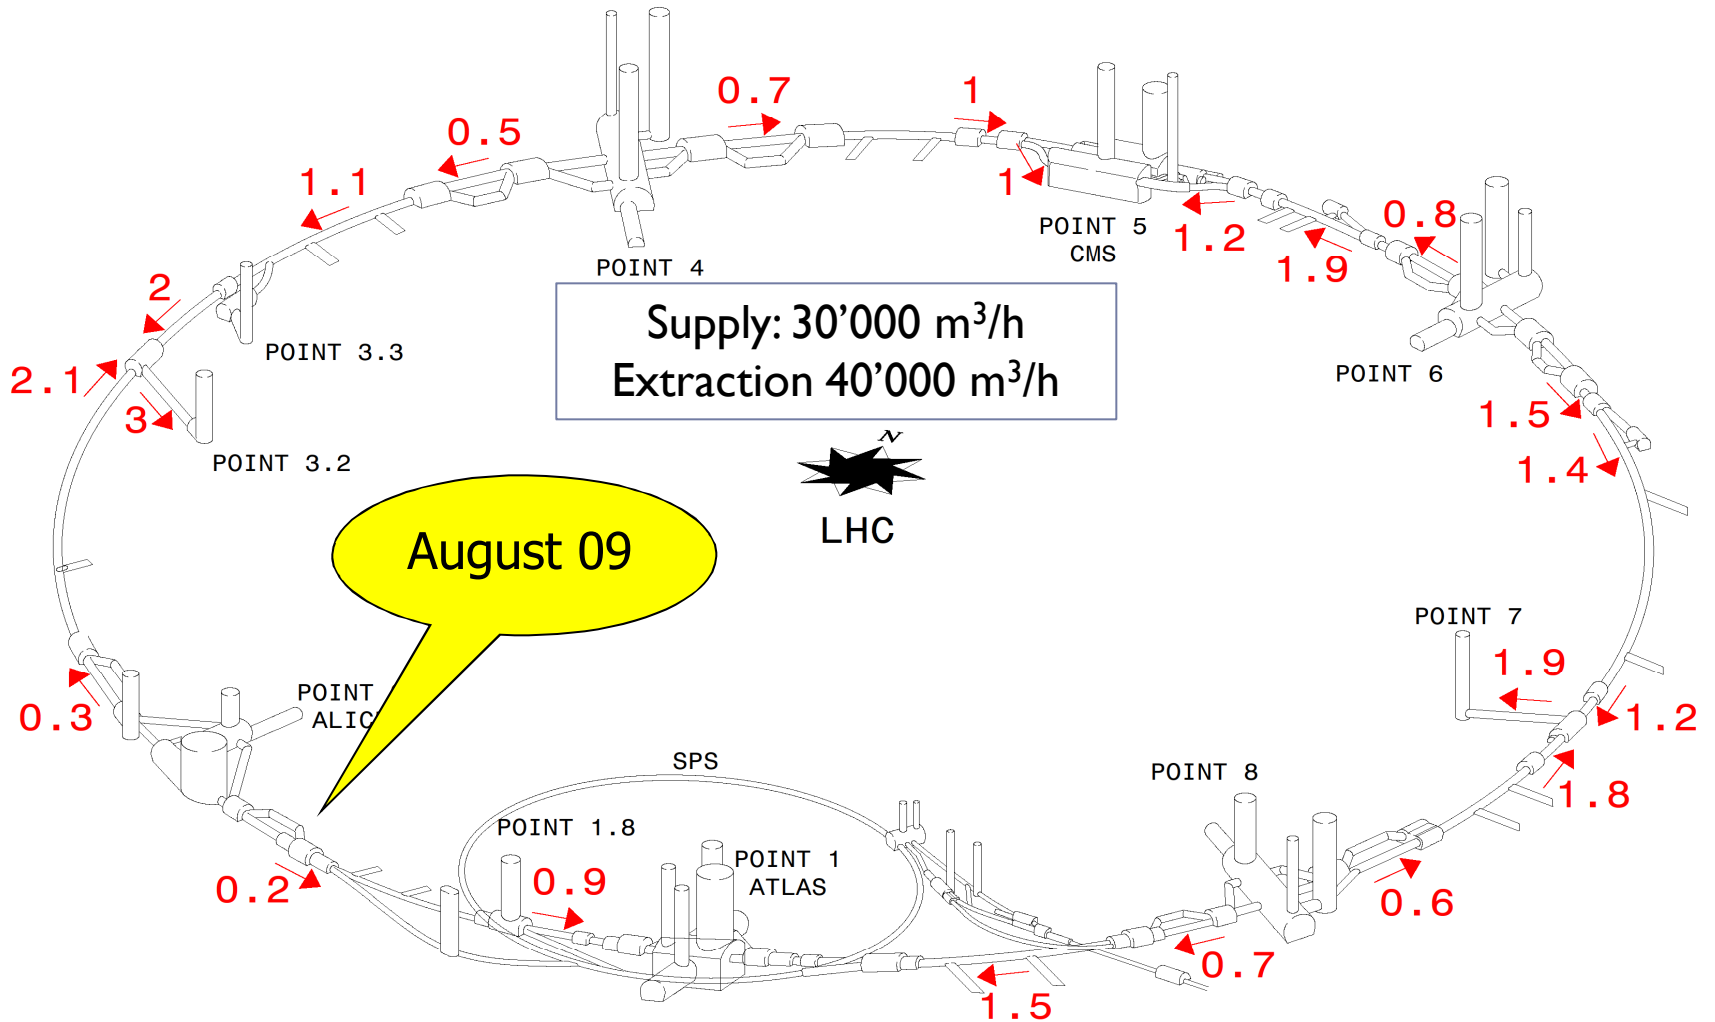 0.7
1
0.5
1.1
1
POINT 5
CMS
1.2
1.9
0.8
POINT 4
Supply: 30’000 m³/h
Extraction 40’000 m³/h
2
POINT 3.3
2.1
3
POINT 3.2
POINT 6
1.5
1.4
N
LHC
August 09
POINT 7
1.9
1.2
POINT
ALIC
0.3
SPS
POINT 8
1.8
POINT 1.8
POINT 1
ATLAS
0.2
0.9
0.6
0.7
1.5